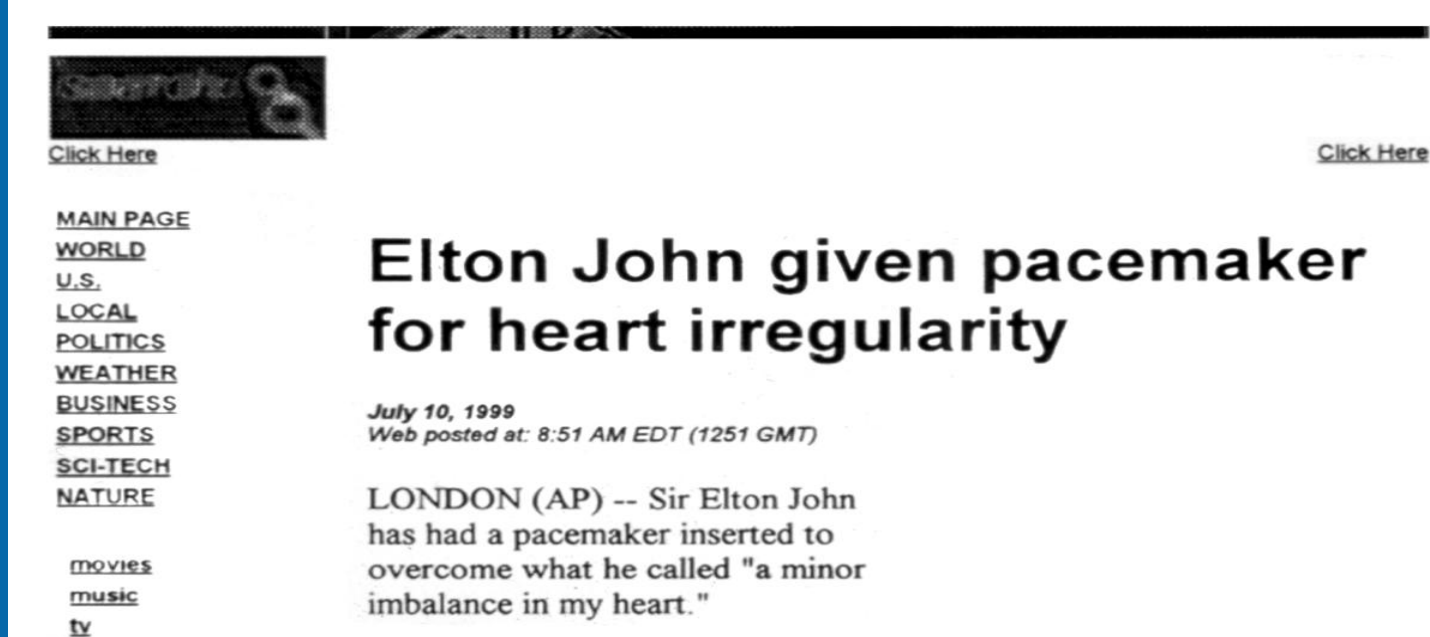 Click Here
Click Here
MAIN PAGE
WORLD
U.S.
LOCAL
POLITICS
WEATHER
BUSINESS
SPORTS
SCI-TECH
NATURE
movies
music
tv
Elton John given pacemaker
for heart irregularity
July 10, 1999
Web posted at: 8:51 AM EDT (1251 GMT)
LONDON (AP) -- Sir Elton John
has had a pacemaker inserted to
overcome what he called "a minor
imbalance in my heart."